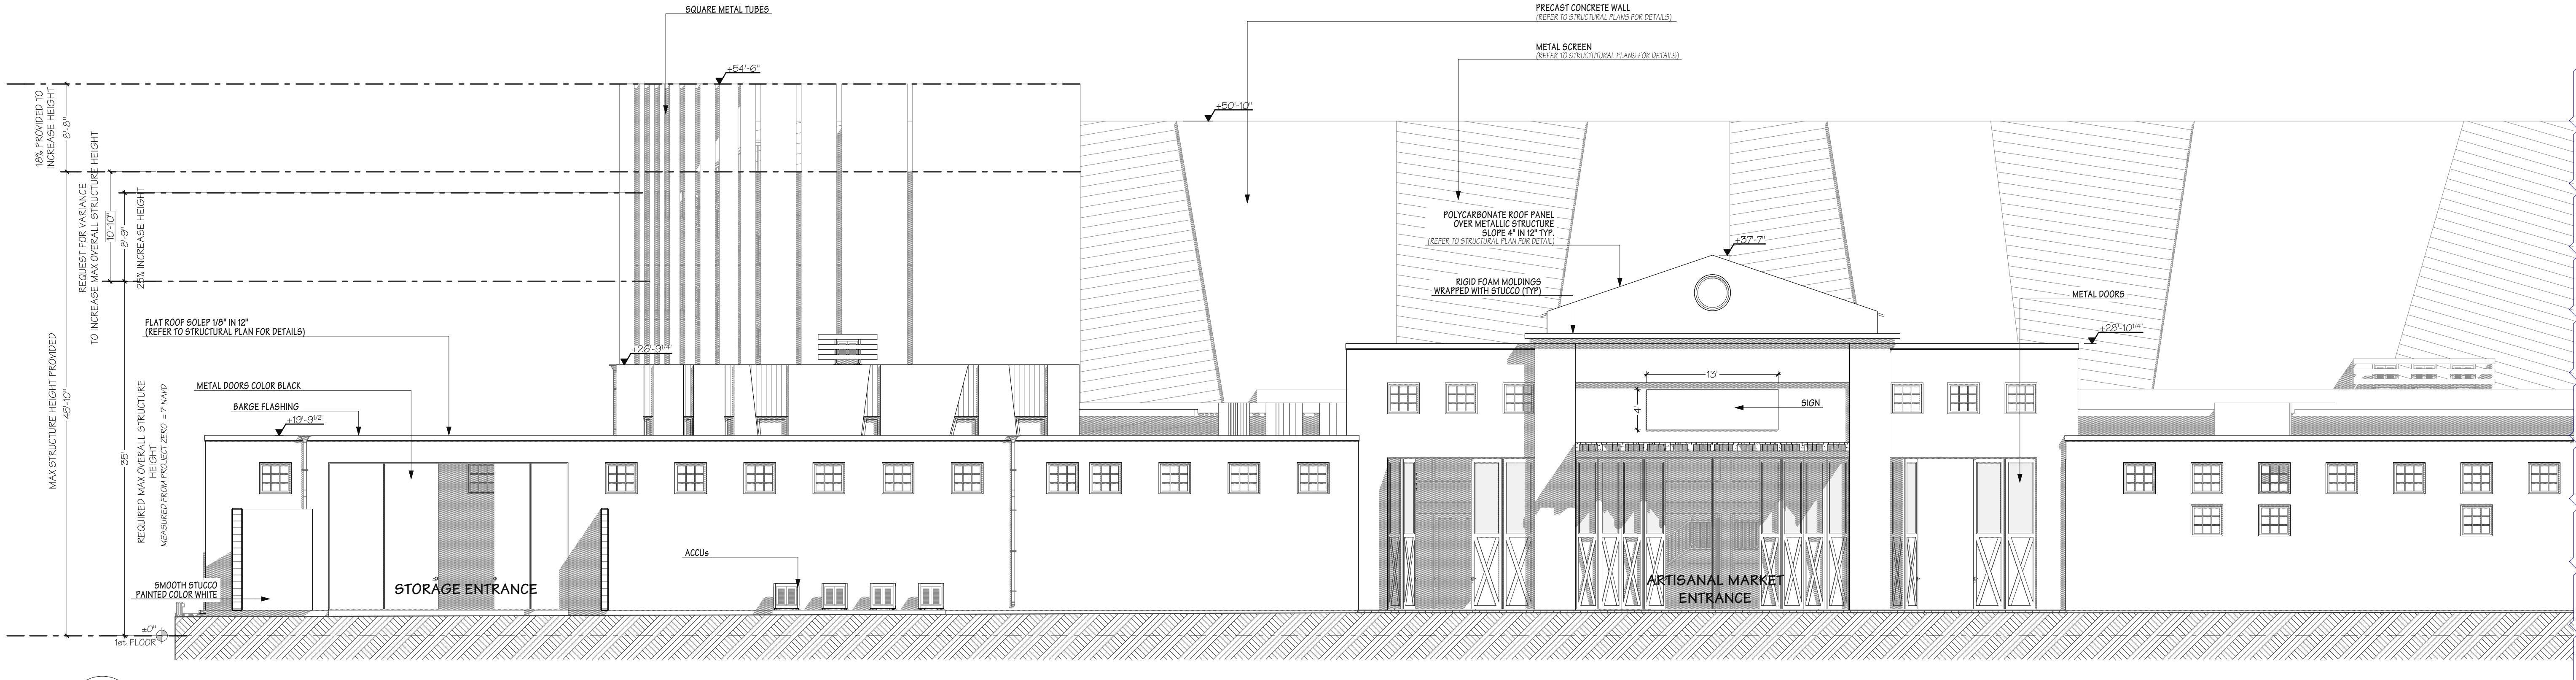 SQUARE METAL TUBES
PRECAST CONCRETE WALL
(REFER TO STRUCTURAL PLANS FOR DETAILS)
METAL SCREEN
(REFER TO STRUCTUTURAL PLANS FOR DETAILS)
+54'-6"
+50'-10"
18% PROVIDED TO
INCREASE HEIGHT
8'-8"
REQUEST FOR VARIANCE
TO INCREASE MAX OVERALL STRUCTURE HEIGHT
10'-10"
8'-9"
25% INCREASE HEIGHT
POLYCARBONATE ROOF PANEL
OVER METALLIC STRUCTURE
SLOPE 4" IN 12" TYP.
(REFER TO STRUCTURAL PLAN FOR DETAIL)
+37'-7"
RIGID FOAM MOLDINGS
WRAPPED WITH STUCCO (TYP)
METAL DOORS
+28'-10 1/4"
FLAT ROOF SOLEP 1/8" IN 12"
(REFER TO STRUCTURAL PLAN FOR DETAILS)
+26'-9 1/4"
MAX STRUCTURE HEIGHT PROVIDED
45'-10"
METAL DOORS COLOR BLACK
BARGE FLASHING
+19'-9 1/2"
13'
4'
SIGN
35'
REQUIRED MAX OVERALL STRUCTURE
HEIGHT
MEASURED FROM PROJECT ZERO = 7' NAVD
ACCUs
SMOOTH STUCCO
PAINTED COLOR WHITE
STORAGE ENTRANCE
ARTISANAL MARKET
ENTRANCE
±0"
1st FLOOR